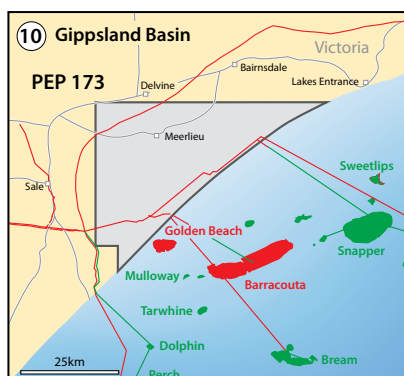 10 Gippsland Basin
Victoria
PEP 173
Bairnsdale
Delvine
Lakes Entrance
Meerlieu
Sweetlips
Sale
Golden Beach
Snapper
Mulloway
Barracouta
Tarwhine
Dolphin
Bream
25km
Perch